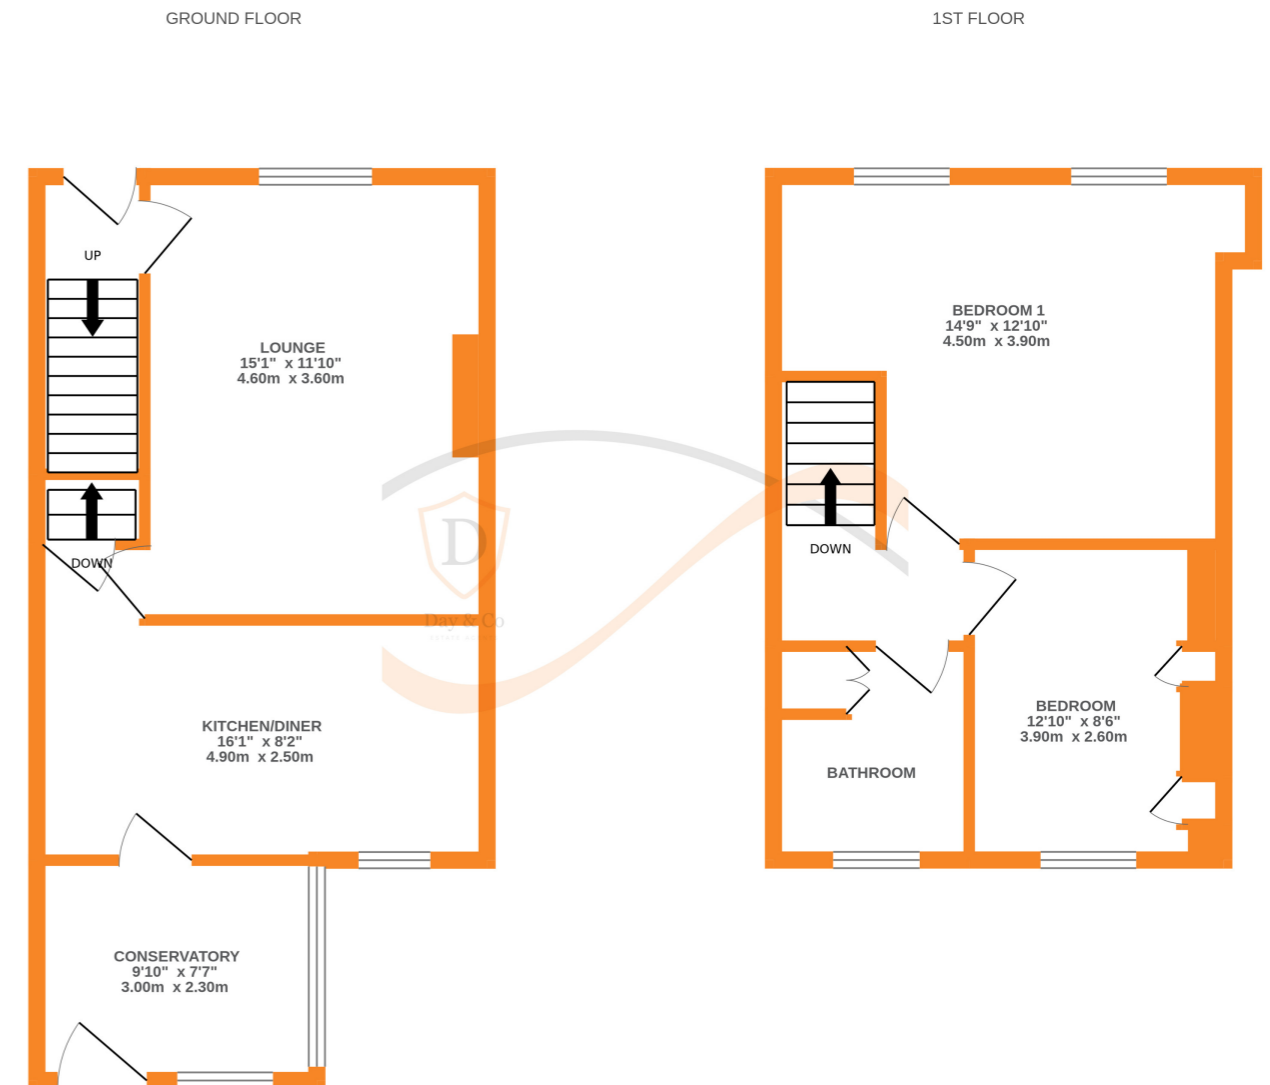 GROUND FLOOR
1ST FLOOR
UP
LOUNGE
15'1" x 11'10"
4.60m x 3.60m
DOWN
KITCHEN/DINER
16'1" x 8'2"
4.90m x 2.50m
CONSERVATORY
9'10" x 7'7"
3.00m x 2.30m
BEDROOM 1
14'9" x 12'10"
4.50m x 3.90m
DOWN
BEDROOM
12'10" x 8'6"
3.90m x 2.60m
BATHROOM
D
Day & Co